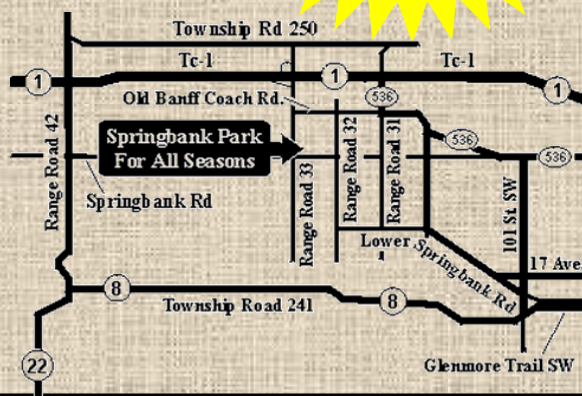 Township Rd 250
Tc-1
Tc-1
1
1
1
Old Banff Coach Rd.
536
Range Road 42
Springbank Park
For All Seasons
Range Road 33
Range Road 32
Range Road 31
536
536
Springbank Rd
101 St. SW
Lower Springbank Rd
17 Ave
8
Township Road 241
8
22
Glenmore Trail SW